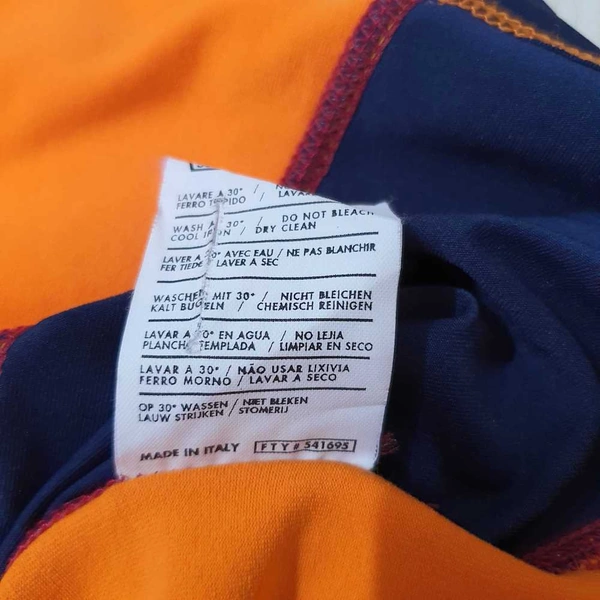 LAVARE A 30° /
FERRO TIEPIDO / LAVAR
WASH A 30° / DO NOT BLEACH
COOL IRON / DRY CLEAN
LAVER A 30° AVEC EAU / NE PAS BLANCHIR
FER TIEDE / LAVER A SEC
WASCHEN MIT 30° / NICHT BLEICHEN
KALT BUGELN / CHEMISCH REINIGEN
LAVAR A 30° EN AGUA / NO LEJIA
PLANCHA TEMPLADA / LIMPIAR EN SECO
LAVAR A 30° / NÃO USAR LIXIVIA
FERRO MORNO / LAVAR A SECO
OP 30° WASSEN / NIET BLEKEN
LAUW STRIJKEN / STOMERIJ
MADE IN ITALY FTY # 541695